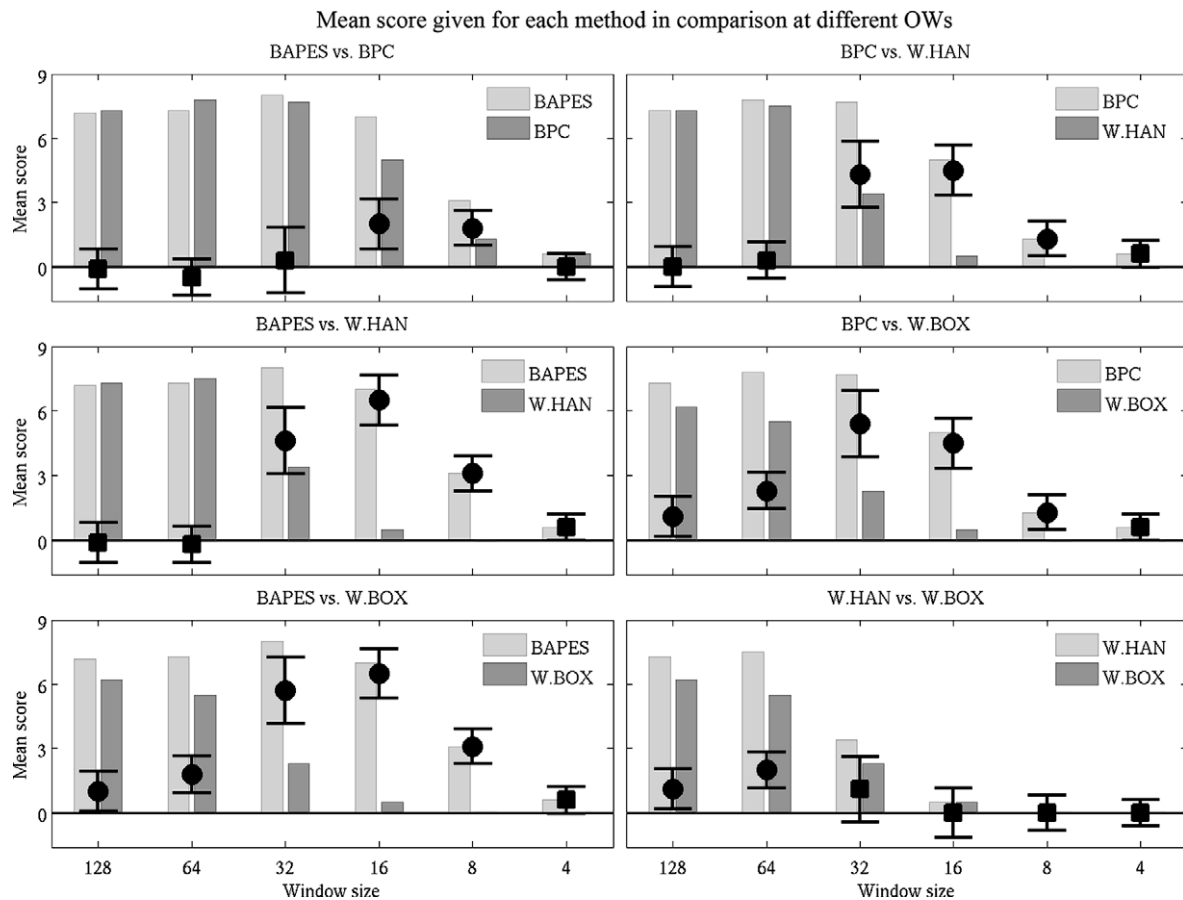 Mean score given for each method in comparison at different OWs
BAPES vs. BPC
BPC vs. W.HAN
9
6
3
0
Mean score
BAPES
BPC
BPC
W.HAN
BAPES vs. W.HAN
BPC vs. W.BOX
9
6
3
0
Mean score
BAPES
W.HAN
BPC
W.BOX
BAPES vs. W.BOX
W.HAN vs. W.BOX
9
6
3
0
Mean score
BAPES
W.BOX
W.HAN
W.BOX
128 64 32 16 8 4
128 64 32 16 8 4
Window size
Window size